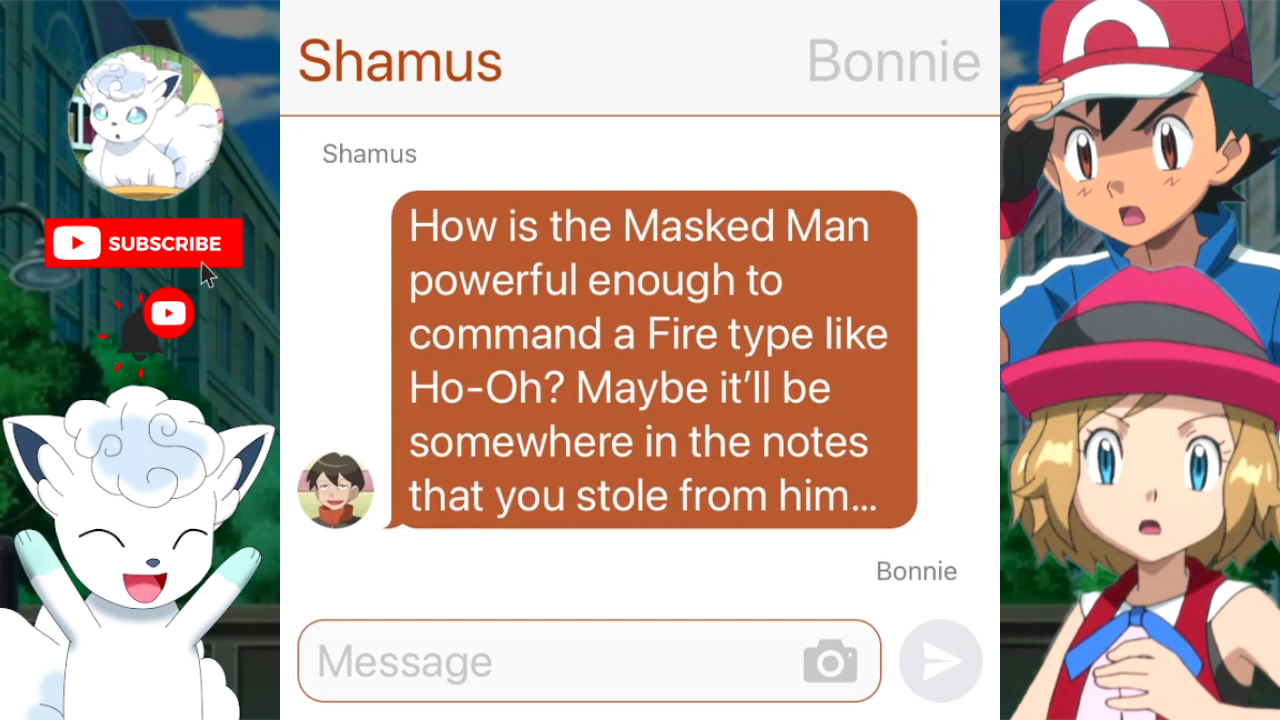 Shamus
Bonnie
Shamus
How is the Masked Man
powerful enough to
command a Fire type like
Ho-Oh? Maybe it’ll be
somewhere in the notes
that you stole from him...
Bonnie
Message
SUBSCRIBE